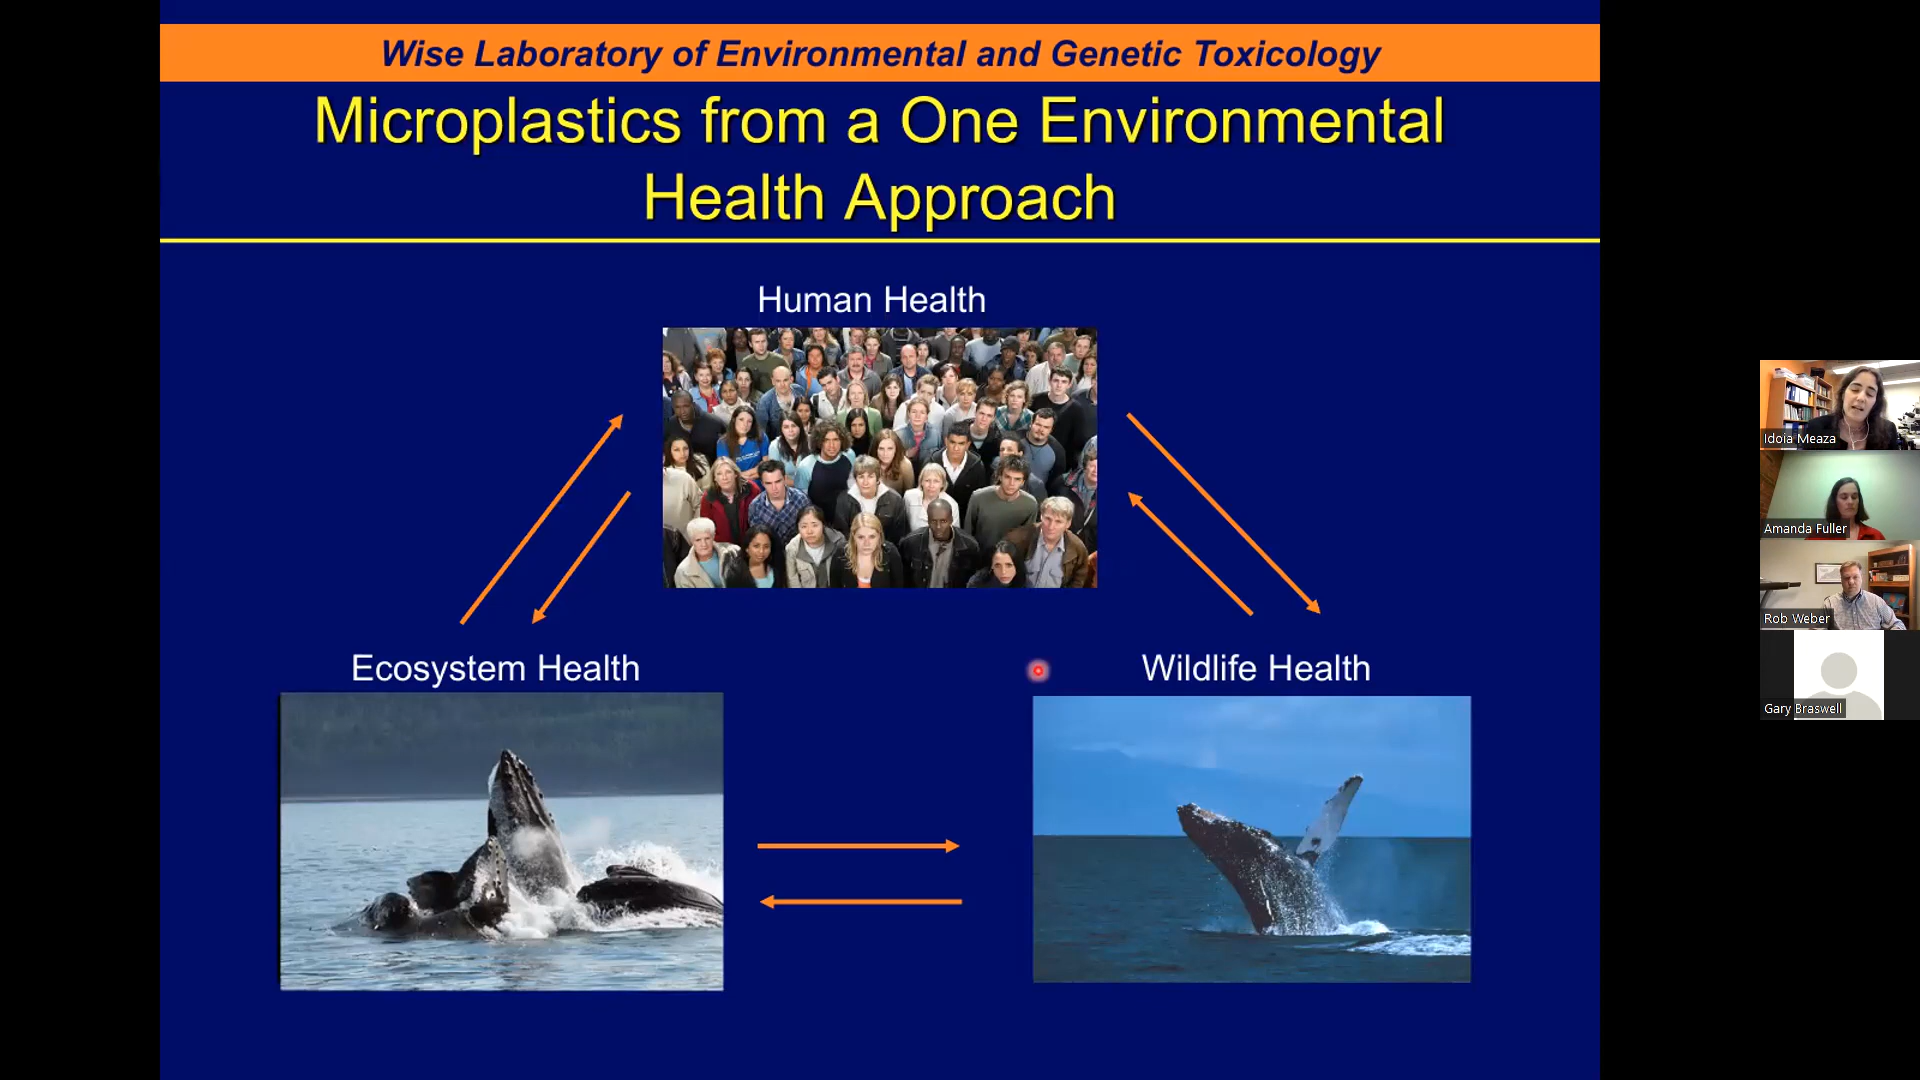 Wise Laboratory of Environmental and Genetic Toxicology
Microplastics from a One Environmental
Health Approach
Human Health
Ecosystem Health
Wildlife Health
Idoia Meaza
Amanda Fuller
Rob Weber
Gary Braswell